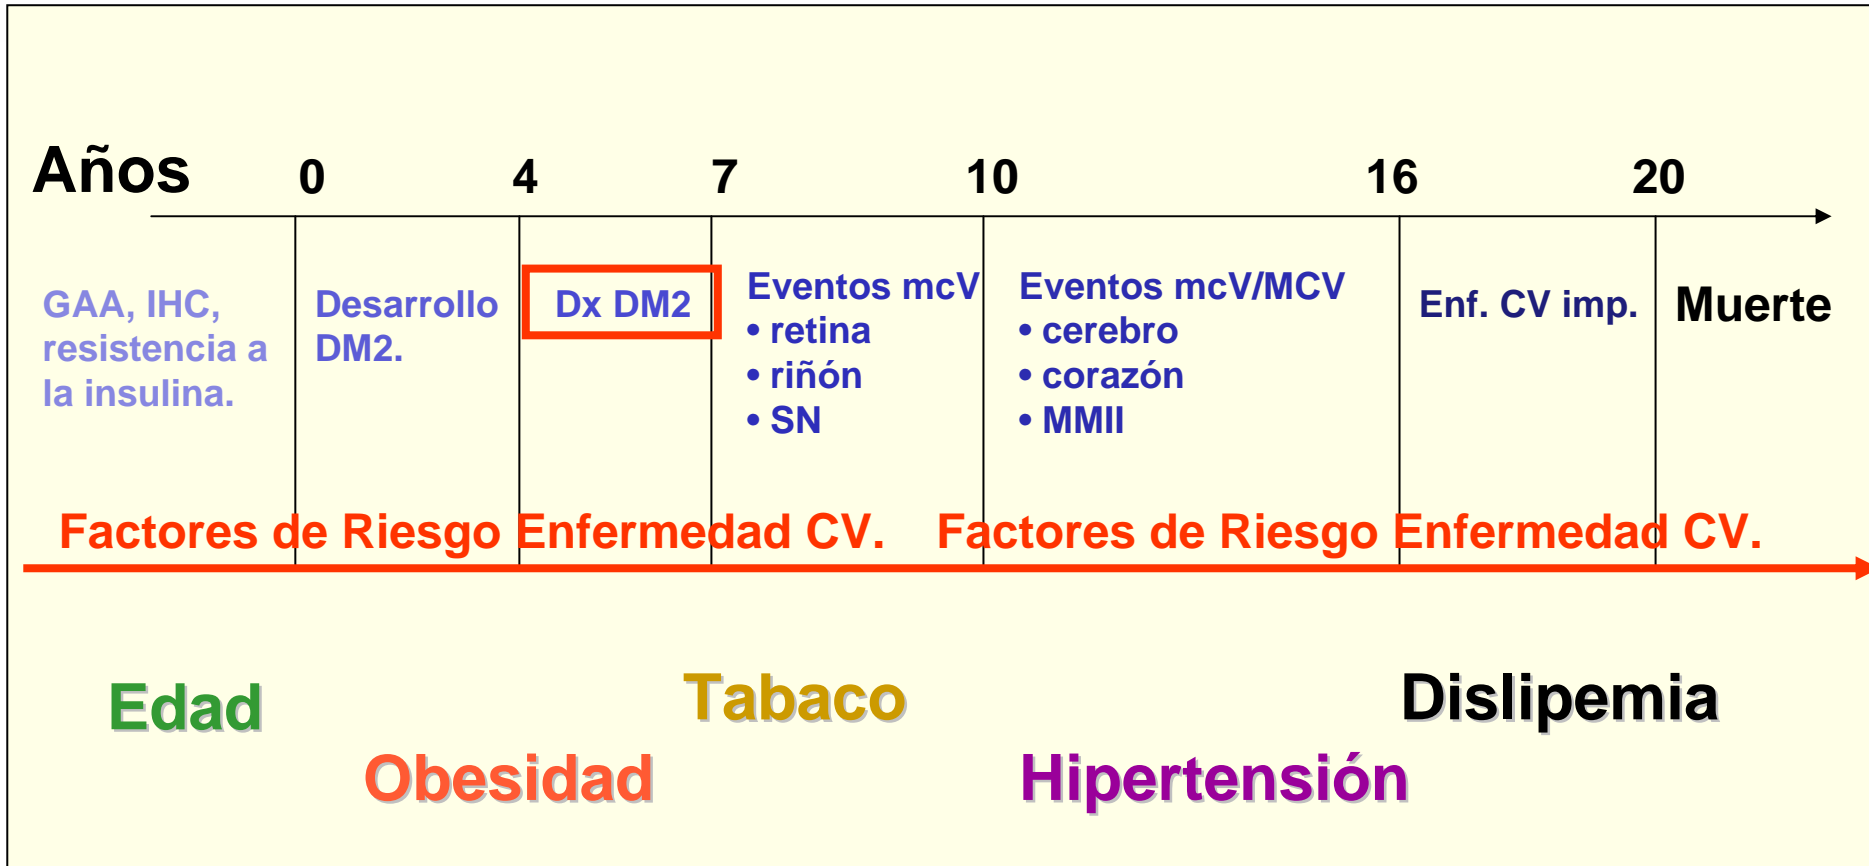 Años 0 4 7 10 16 20
GAA, IHC,
resistencia a
la insulina.
Desarrollo
DM2.
Dx DM2
Eventos mcV
• retina
• riñón
• SN
Eventos mcV/MCV
• cerebro
• corazón
• MMII
Enf. CV imp.
Muerte
Factores de Riesgo Enfermedad CV. Factores de Riesgo Enfermedad CV.
Edad
Tabaco
Dislipemia
Obesidad
Hipertensión